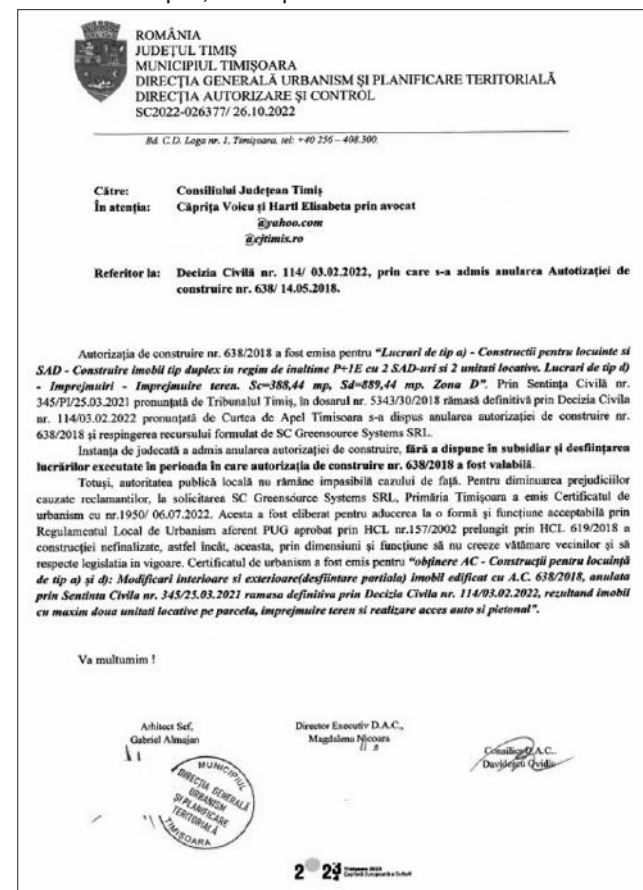 ROMÂNIA
JUDEȚUL TIMIȘ
MUNICIPIUL TIMIȘOARA
DIRECȚIA GENERALĂ URBANISM ȘI PLANIFICARE TERITORIALĂ
DIRECȚIA AUTORIZARE ȘI CONTROL
SC2022-026377/ 26.10.2022
Bd. C.D. Loga nr. 1, Timișoara, tel: +40 256 – 408.300
Către: Consiliului Județean Timiș
În atenția: Căprița Voicu și Hartl Elisabeta prin avocat
@yahoo.com
@cjtimis.ro
Referitor la: Decizia Civilă nr. 114/ 03.02.2022, prin care s-a admis anularea Autotizației de
construire nr. 638/ 14.05.2018.
Autorizația de construire nr. 638/2018 a fost emisa pentru "Lucrari de tip a) - Constructii pentru locuinte si
SAD - Construire imobil tip duplex in regim de inaltime P+1E cu 2 SAD-uri si 2 unitati locative. Lucrari de tip d)
- Imprejmuiri - Imprejmuire teren. Sc=388,44 mp, Sd=889,44 mp. Zona D". Prin Sentința Civilă nr.
345/PI/25.03.2021 pronunțată de Tribunalul Timiș, în dosarul nr. 5343/30/2018 rămasă definitivă prin Decizia Civila
nr. 114/03.02.2022 pronunțată de Curtea de Apel Timisoara s-a dispus anularea autorizației de construire nr.
638/2018 și respingerea recursului formulat de SC Greensource Systems SRL.
Instanța de judecată a admis anularea autorizației de construire, fără a dispune în subsidiar și desființarea
lucrărilor executate în perioada în care autorizația de construire nr. 638/2018 a fost valabilă.
Totuși, autoritatea publică locală nu rămâne impasibilă cazului de față. Pentru diminuarea prejudiciilor
cauzate reclamantilor, la solicitarea SC Greensource Systems SRL, Primăria Timișoara a emis Certificatul de
urbanism cu nr.1950/ 06.07.2022. Acesta a fost eliberat pentru aducerea la o formă și funcțiune acceptabilă prin
Regulamentul Local de Urbanism aferent PUG aprobat prin HCL nr.157/2002 prelungit prin HCL 619/2018 a
construcției nefinalizate, astfel încât, aceasta, prin dimensiuni și funcțiune să nu creeze vătămare vecinilor și să
respecte legislatia in vigoare. Certificatul de urbanism a fost emis pentru "obținere AC - Construcții pentru locuință
de tip a) și d): Modificari interioare si exterioare(desfiintare partiala) imobil edificat cu A.C. 638/2018, anulata
prin Sentinta Civila nr. 345/25.03.2021 ramasa definitiva prin Decizia Civila nr. 114/03.02.2022, rezultand imobil
cu maxim doua unitati locative pe parcela, imprejmuire teren si realizare acces auto si pietonal".
Va multumim !
Arhitect Sef,
Gabriel Almajan
Director Executiv D.A.C.,
Magdalena Nicoara
Consilier D.A.C.
Davidescu Ovidiu
MUNICIPIUL
DIRECȚIA GENERALĂ
URBANISM
ȘI PLANIFICARE
TERITORIALĂ
TIMIȘOARA